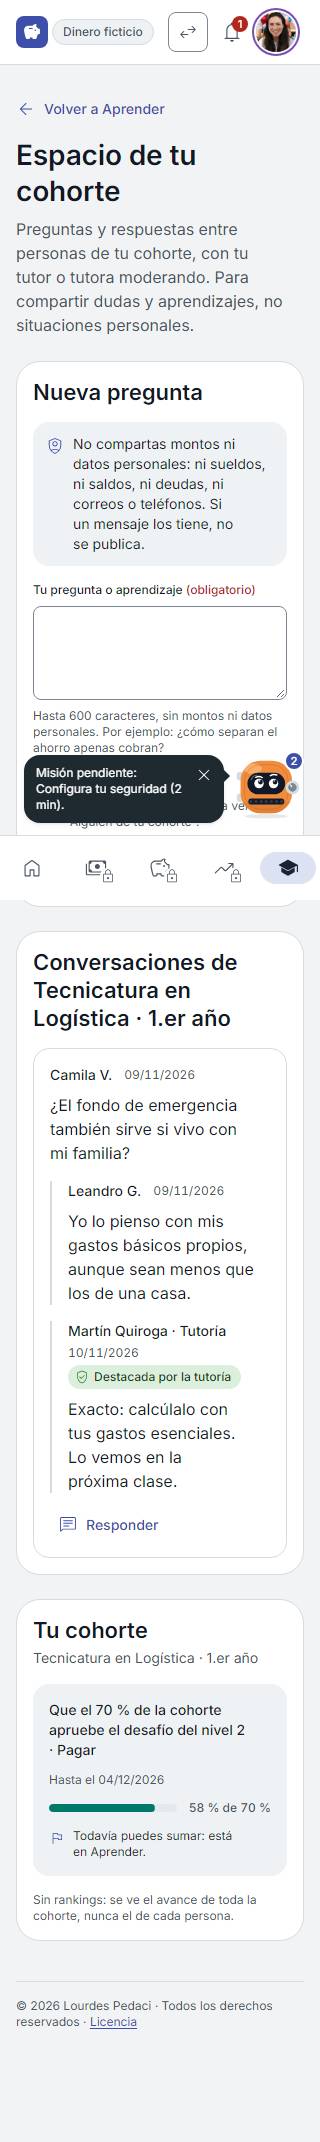 Dinero ficticio
1
Volver a Aprender
Espacio de tu
cohorte
Preguntas y respuestas entre
personas de tu cohorte, con tu
tutor o tutora moderando. Para
compartir dudas y aprendizajes, no
situaciones personales.
Nueva pregunta
No compartas montos ni
datos personales: ni sueldos,
ni saldos, ni deudas, ni
correos o teléfonos. Si
un mensaje los tiene, no
se publica.
Tu pregunta o aprendizaje (obligatorio)
Hasta 600 caracteres, sin montos ni datos
personales. Por ejemplo: ¿cómo separan el
ahorro apenas cobran?
Misión pendiente:
Configura tu seguridad (2
min).
2
Conversaciones de
Tecnicatura en
Logística · 1.er año
Camila V. 09/11/2026
¿El fondo de emergencia
también sirve si vivo con
mi familia?
Leandro G. 09/11/2026
Yo lo pienso con mis
gastos básicos propios,
aunque sean menos que
los de una casa.
Martín Quiroga · Tutoría
10/11/2026
Destacada por la tutoría
Exacto: calcúlalo con
tus gastos esenciales.
Lo vemos en la
próxima clase.
Responder
Tu cohorte
Tecnicatura en Logística · 1.er año
Que el 70 % de la cohorte
apruebe el desafío del nivel 2
· Pagar
Hasta el 04/12/2026
58 % de 70 %
Todavía puedes sumar: está
en Aprender.
Sin rankings: se ve el avance de toda la
cohorte, nunca el de cada persona.
© 2026 Lourdes Pedaci · Todos los derechos
reservados · Licencia